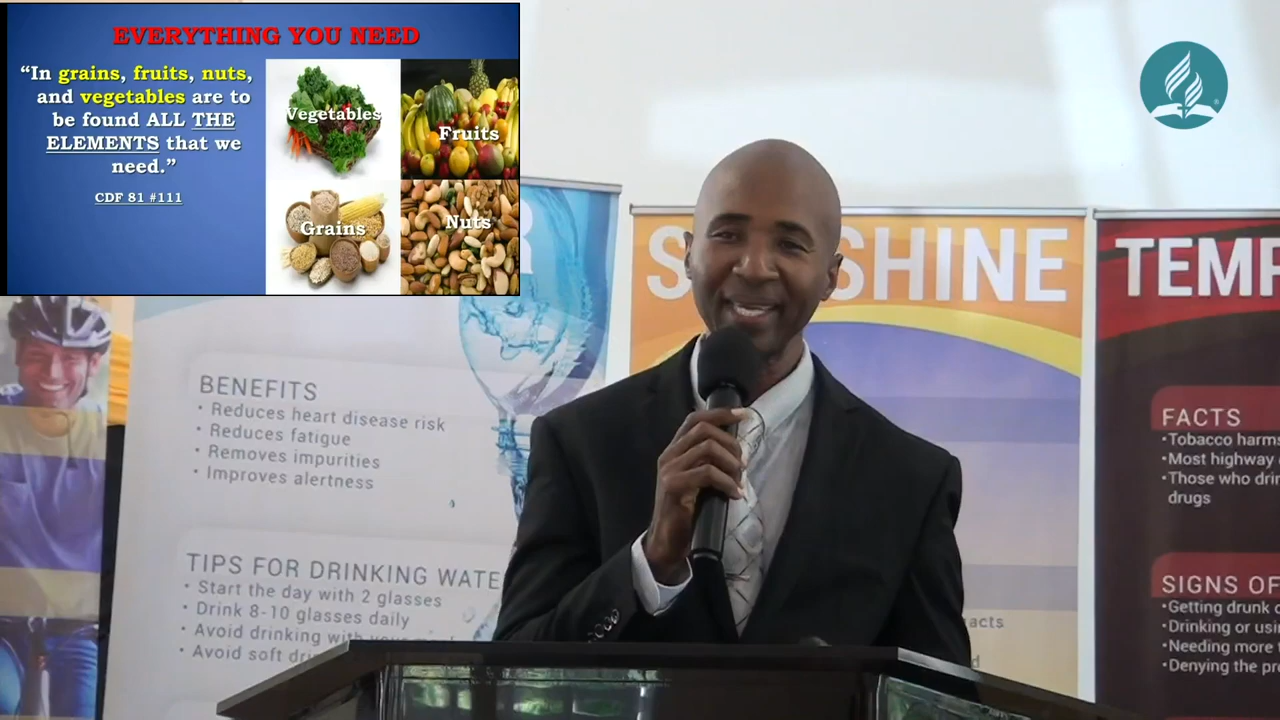 EVERYTHING YOU NEED
“In grains, fruits, nuts,
and vegetables are to
be found ALL THE
ELEMENTS that we
need.”
CDF 81 #111
Vegetables
Fruits
Grains
Nuts
BENEFITS
• Reduces heart disease risk
• Reduces fatigue
• Removes impurities
• Improves alertness
TIPS FOR DRINKING WATE
• Start the day with 2 glasses
• Drink 8-10 glasses daily
• Avoid drinking with your
• Avoid soft
S SHINE
acts
TEMP
FACTS
•Tobacco harms
•Most highway
•Those who
drugs
SIGNS OF
•Getting drunk
•Drinking or
•Needing more
•Denying the